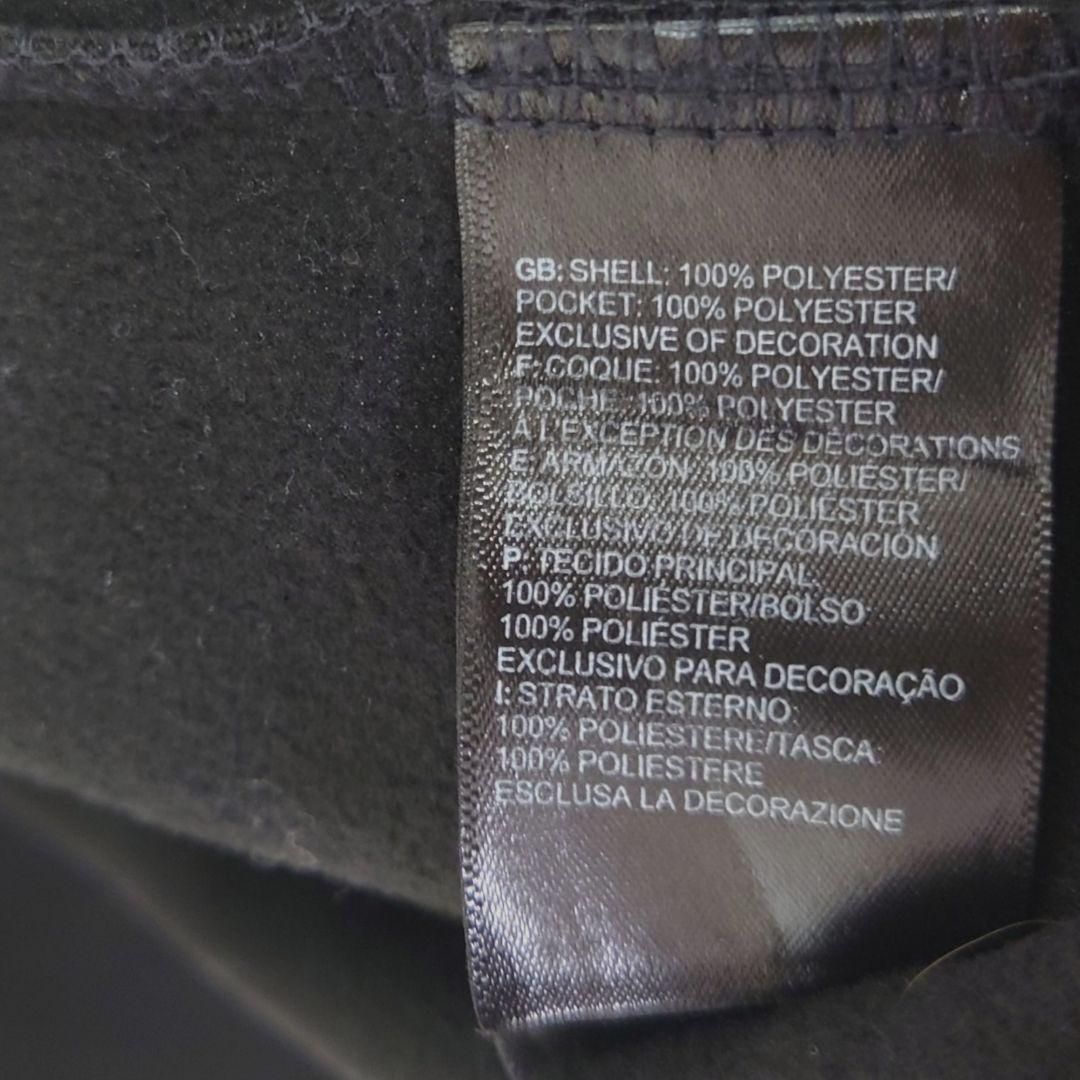 GB: SHELL: 100% POLYESTER/
POCKET: 100% POLYESTER
EXCLUSIVE OF DECORATION
F: COQUE: 100% POLYESTER/
POCHE: 100% POLYESTER
À L'EXCEPTION DES DÉCORATIONS
E: ARMAZÓN: 100% POLIÉSTER/
BOLSILLO: 100% POLIÉSTER
EXCLUSIVO DE DECORACIÓN
P: TECIDO PRINCIPAL:
100% POLIÉSTER/BOLSO:
100% POLIÉSTER
EXCLUSIVO PARA DECORAÇÃO
I: STRATO ESTERNO:
100% POLIESTERE/TASCA:
100% POLIESTERE
ESCLUSA LA DECORAZIONE